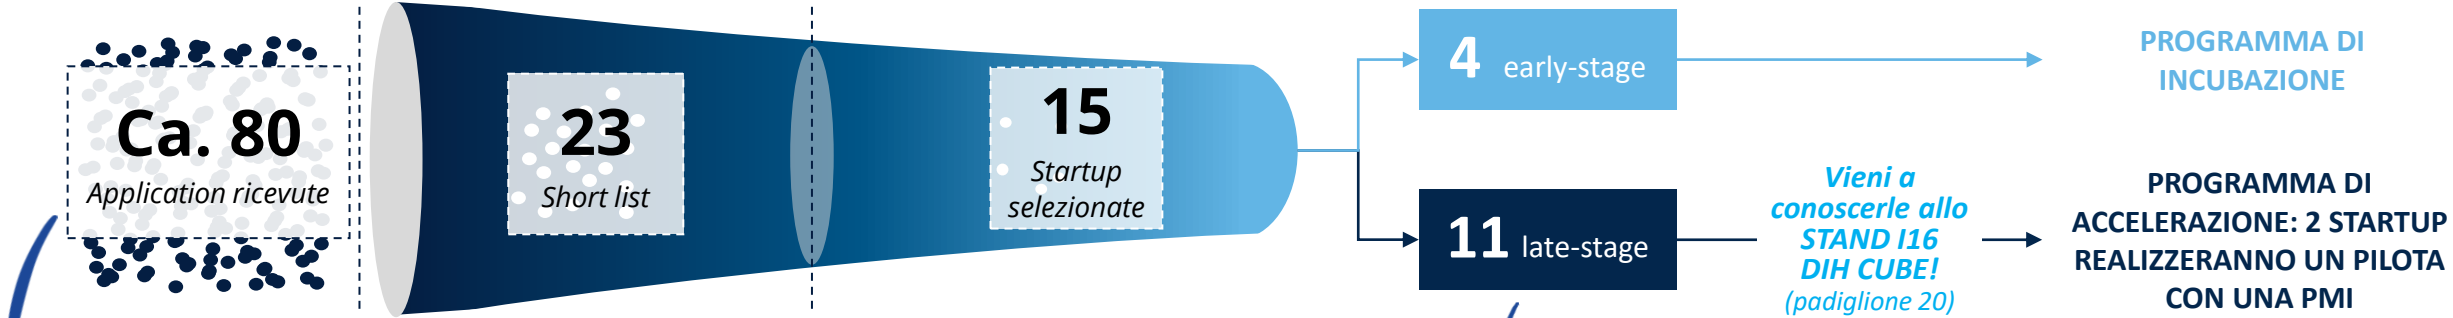 Ca. 80
Application ricevute
23
Short list
15
Startup
selezionate
4 early-stage
PROGRAMMA DI
INCUBAZIONE
11 late-stage
Vieni a
conoscerle allo
STAND I16
DIH CUBE!
(padiglione 20)
PROGRAMMA DI
ACCELERAZIONE: 2 STARTUP
REALIZZERANNO UN PILOTA
CON UNA PMI